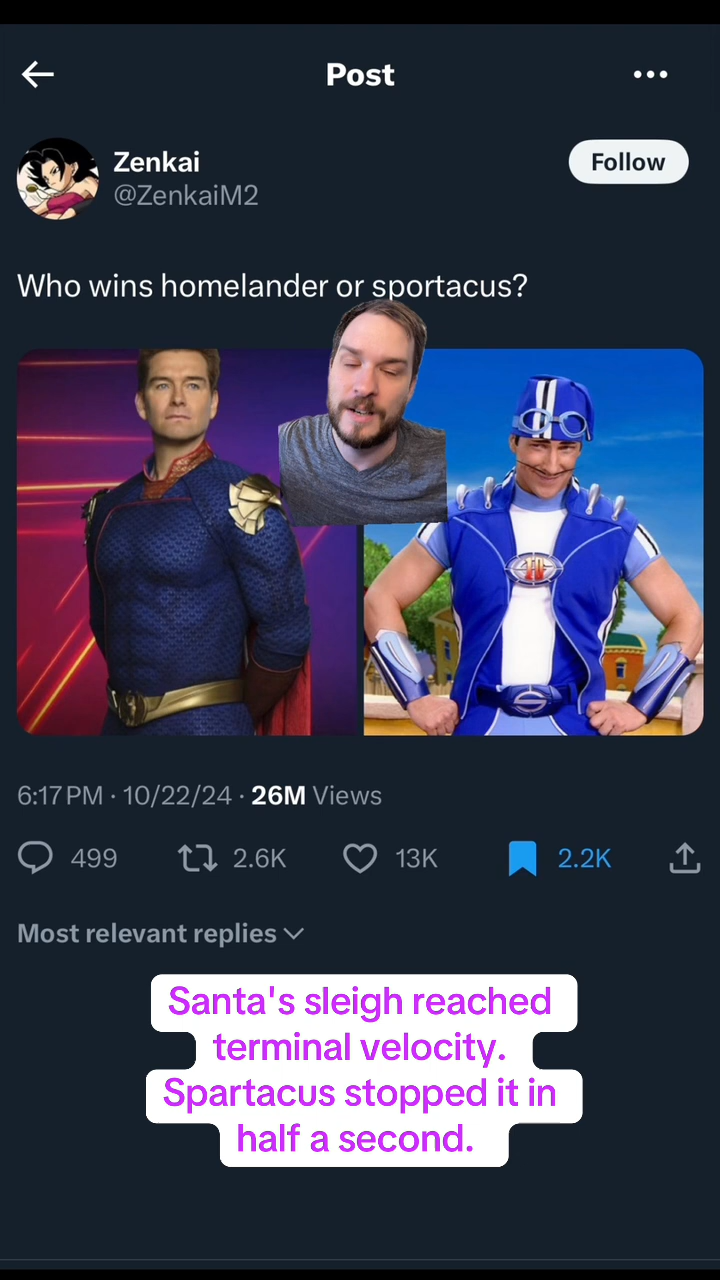 Post
Zenkai
@ZenkaiM2
Follow
Who wins homelander or sportacus?
6:17 PM · 10/22/24 · 26M Views
499
2.6K
13K
2.2K
Most relevant replies
Santa's sleigh reached
terminal velocity.
Spartacus stopped it in
half a second.